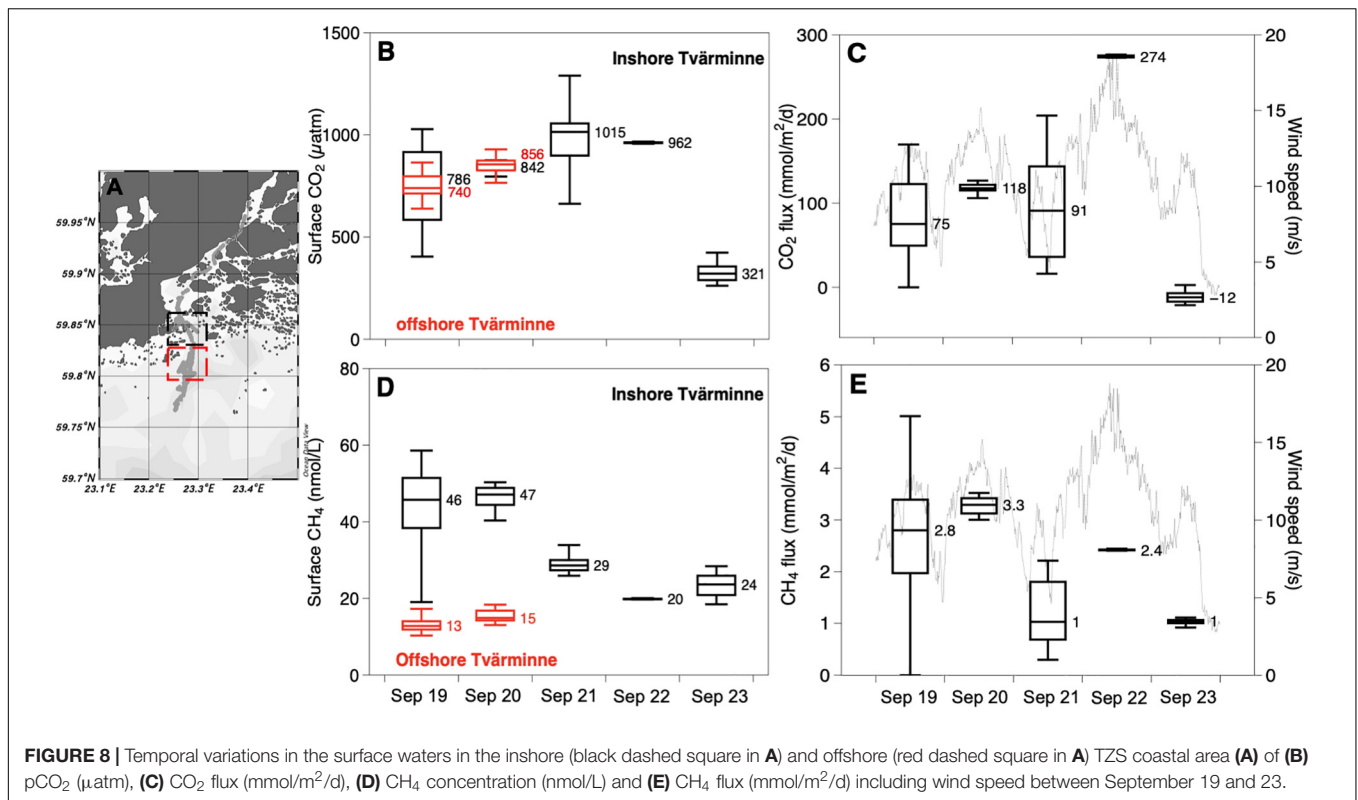 A
59.95°N
59.9°N
59.85°N
59.8°N
59.75°N
59.7°N
23.1°E 23.2°E 23.3°E 23.4°E
Ocean Data View
B
Inshore Tvärminne
Surface CO2 (µatm)
1500
1000
500
0
786
740
856
842
1015
962
321
offshore Tvärminne
C
CO2 flux (mmol/m2/d)
300
200
100
0
75
118
91
274
−12
Wind speed (m/s)
20
15
10
5
0
D
Inshore Tvärminne
Surface CH4 (nmol/L)
80
60
40
20
0
46
47
29
20
24
13
15
Offshore Tvärminne
Sep 19 Sep 20 Sep 21 Sep 22 Sep 23
E
CH4 flux (mmol/m2/d)
6
5
4
3
2
1
0
2.8
3.3
1
2.4
1
Wind speed (m/s)
20
15
10
5
0
Sep 19 Sep 20 Sep 21 Sep 22 Sep 23
FIGURE 8 | Temporal variations in the surface waters in the inshore (black dashed square in A) and offshore (red dashed square in A) TZS coastal area (A) of (B)
pCO2 (µatm), (C) CO2 flux (mmol/m2/d), (D) CH4 concentration (nmol/L) and (E) CH4 flux (mmol/m2/d) including wind speed between September 19 and 23.